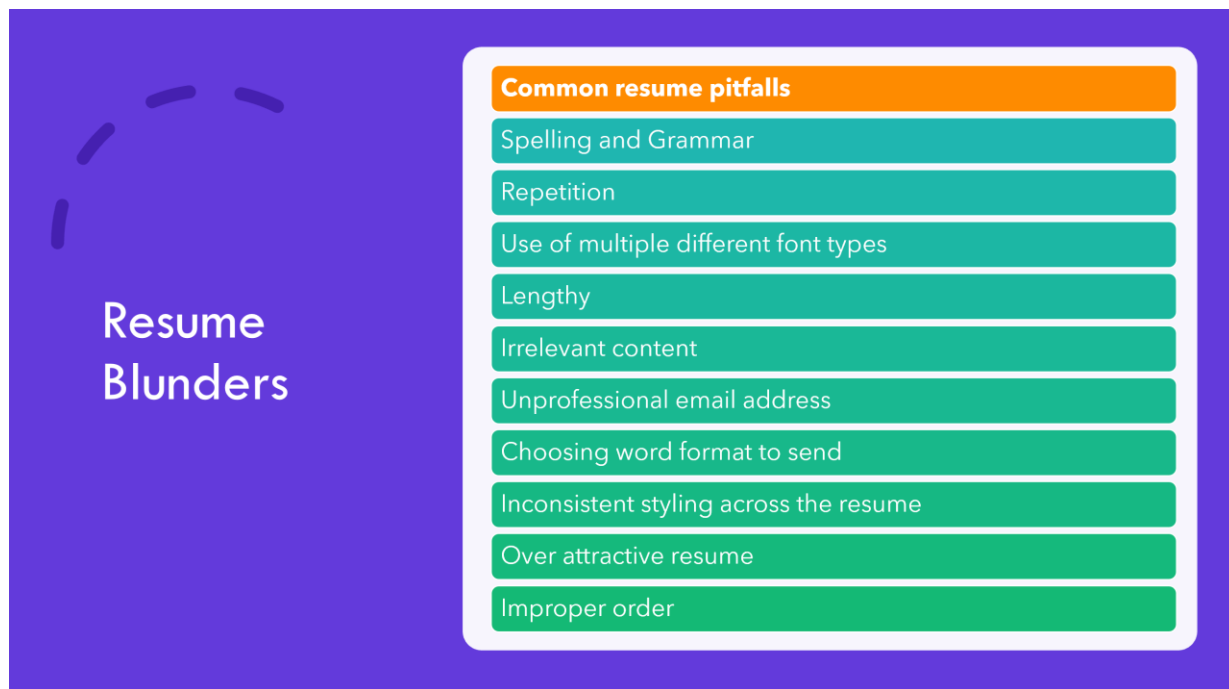 Resume
Blunders
Common resume pitfalls
Spelling and Grammar
Repetition
Use of multiple different font types
Lengthy
Irrelevant content
Unprofessional email address
Choosing word format to send
Inconsistent styling across the resume
Over attractive resume
Improper order